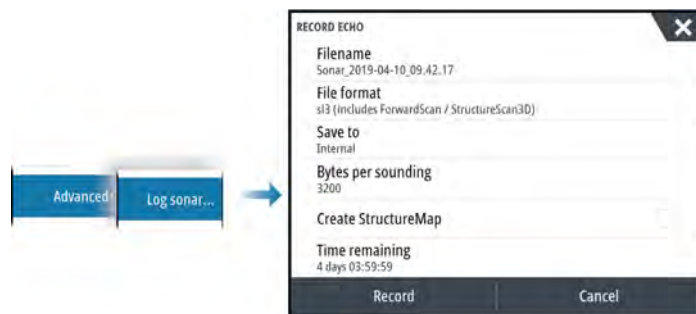 Advanced
Log sonar...
RECORD ECHO
Filename
Sonar_2019-04-10_09.42.17
File format
sl3 (includes ForwardScan / StructureScan3D)
Save to
Internal
Bytes per sounding
3200
Create StructureMap
Time remaining
4 days 03:59:59
Record
Cancel